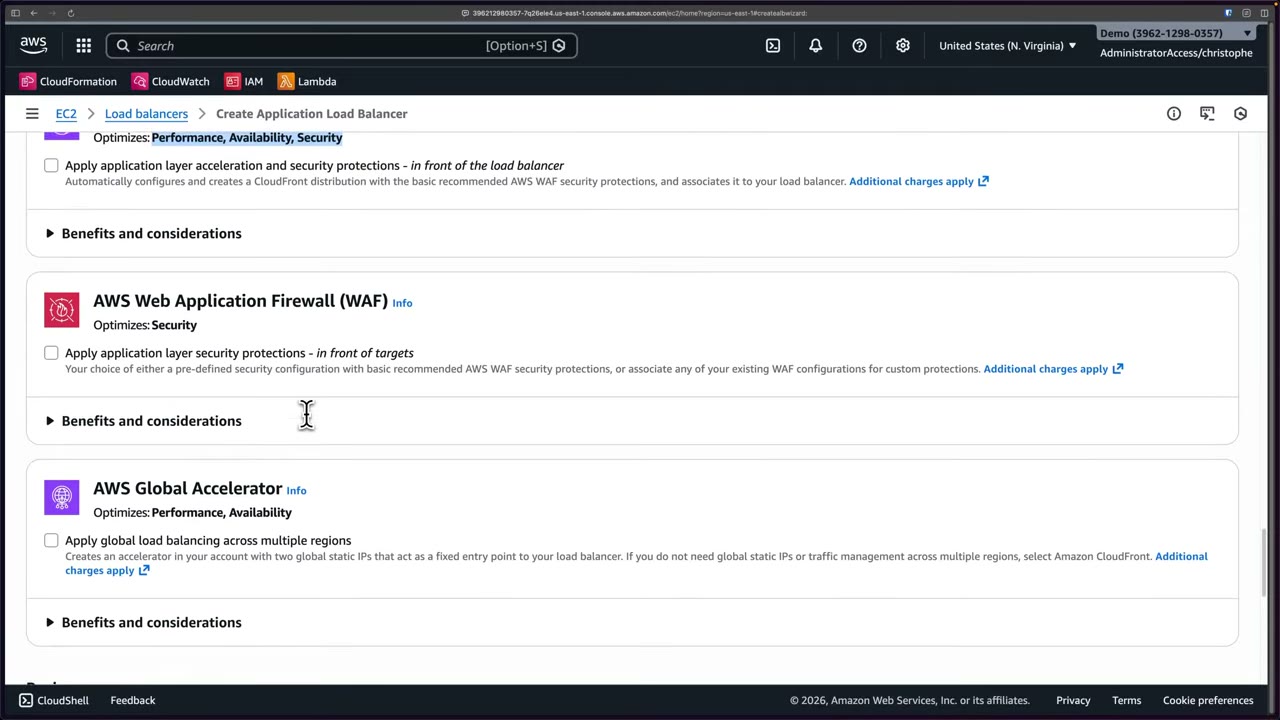 396212980357-7q26ele4.us-east-1.console.aws.amazon.com/ec2/home?region=us-east-1#createalbwizard:
aws
Search
[Option+S]
United States (N. Virginia)
Demo (3962-1298-0357)
AdministratorAccess/christophe
CloudFormation
CloudWatch
IAM
Lambda
EC2
Load balancers
Create Application Load Balancer
Optimizes: Performance, Availability, Security
Apply application layer acceleration and security protections - in front of the load balancer
Automatically configures and creates a CloudFront distribution with the basic recommended AWS WAF security protections, and associates it to your load balancer. Additional charges apply
Benefits and considerations
AWS Web Application Firewall (WAF) Info
Optimizes: Security
Apply application layer security protections - in front of targets
Your choice of either a pre-defined security configuration with basic recommended AWS WAF security protections, or associate any of your existing WAF configurations for custom protections. Additional charges apply
Benefits and considerations
AWS Global Accelerator Info
Optimizes: Performance, Availability
Apply global load balancing across multiple regions
Creates an accelerator in your account with two global static IPs that act as a fixed entry point to your load balancer. If you do not need global static IPs or traffic management across multiple regions, select Amazon CloudFront. Additional
charges apply
Benefits and considerations
CloudShell
Feedback
© 2026, Amazon Web Services, Inc. or its affiliates.
Privacy
Terms
Cookie preferences